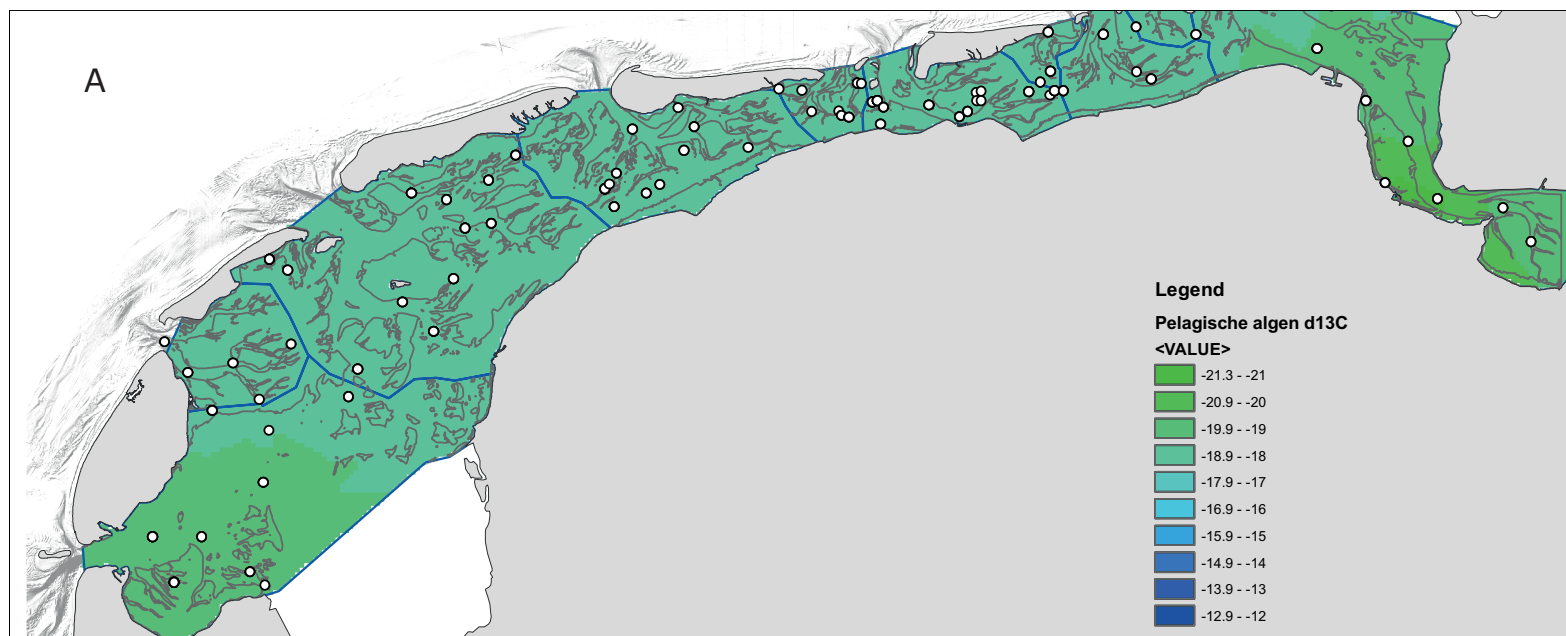 A
Legend
Pelagische algen d13C
<VALUE>
-21.3 - -21
-20.9 - -20
-19.9 - -19
-18.9 - -18
-17.9 - -17
-16.9 - -16
-15.9 - -15
-14.9 - -14
-13.9 - -13
-12.9 - -12